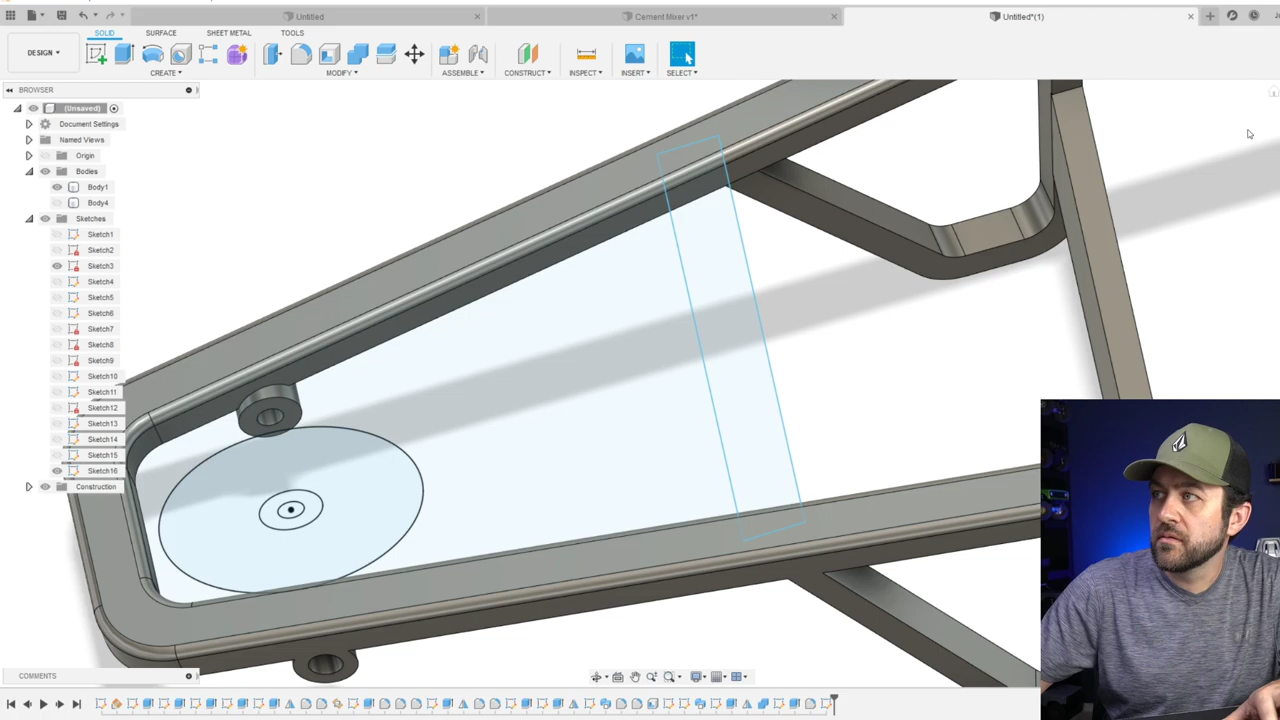 Untitled
Cement Mixer v1*
Untitled*(1)
DESIGN
SOLID
SURFACE
SHEET METAL
TOOLS
CREATE
MODIFY
ASSEMBLE
CONSTRUCT
INSPECT
INSERT
SELECT
BROWSER
(Unsaved)
Document Settings
Named Views
Origin
Bodies
Body1
Body4
Sketches
Sketch1
Sketch2
Sketch3
Sketch4
Sketch5
Sketch6
Sketch7
Sketch8
Sketch9
Sketch10
Sketch11
Sketch12
Sketch13
Sketch14
Sketch15
Sketch16
Construction
COMMENTS